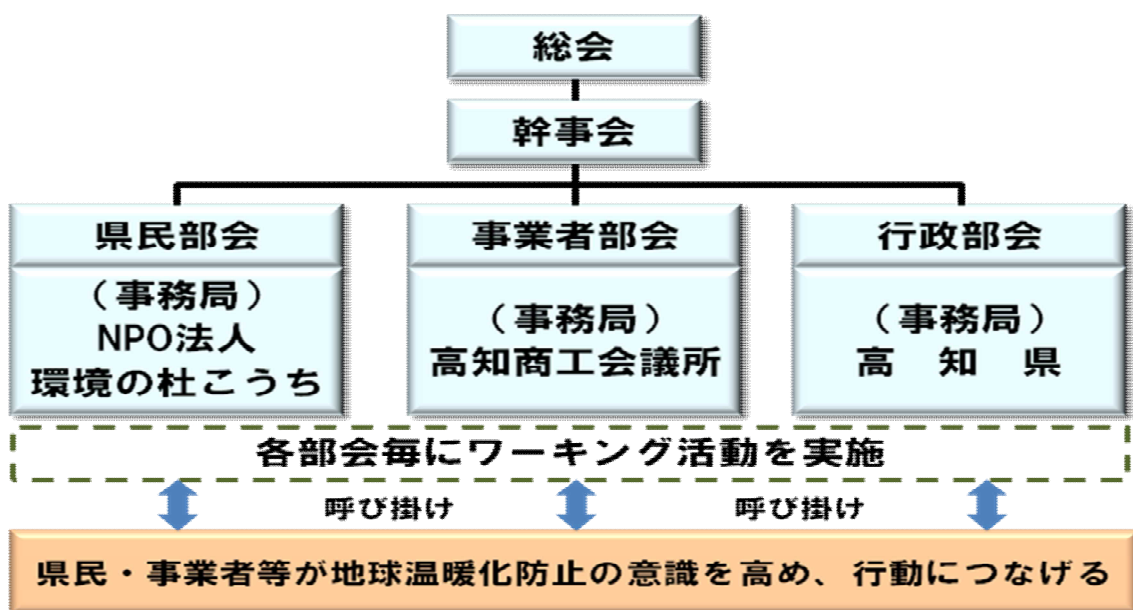 総会
幹事会
県民部会
(事務局)
NPO法人
環境の杜こうち
事業者部会
(事務局)
高知商工会議所
行政部会
(事務局)
高 知 県
各部会毎にワーキング活動を実施
呼び掛け 呼び掛け
県民・事業者等が地球温暖化防止の意識を高め、行動につなげる